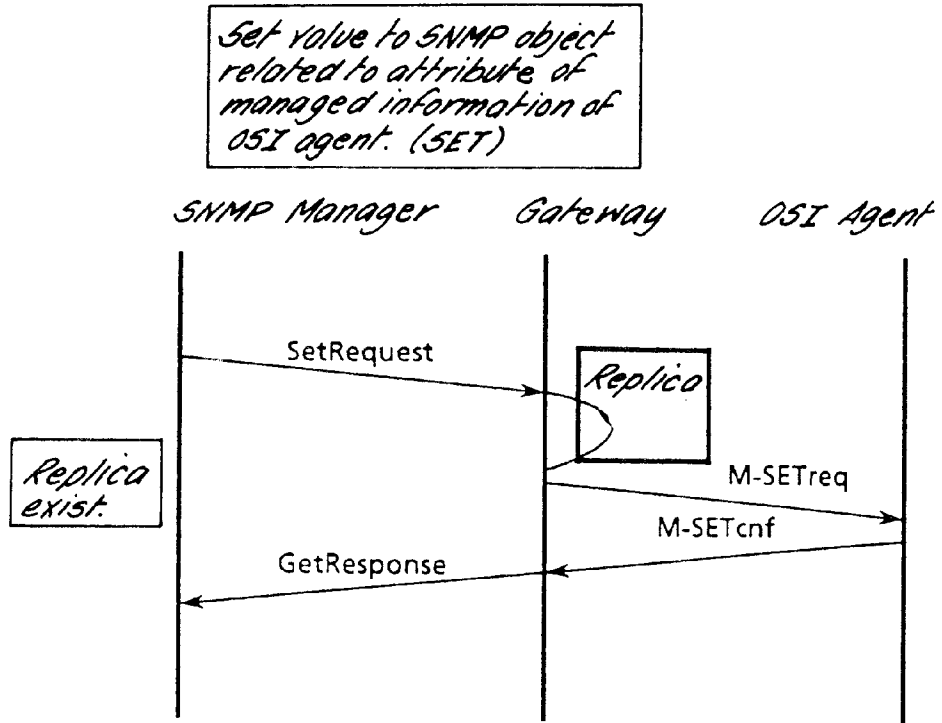 Set value to SNMP object
related to attribute of
managed information of
OSI agent. (SET)
SNMP Manager Gateway OSI Agent
SetRequest
Replica
Replica
exist.
M-SETreq
M-SETcnf
GetResponse